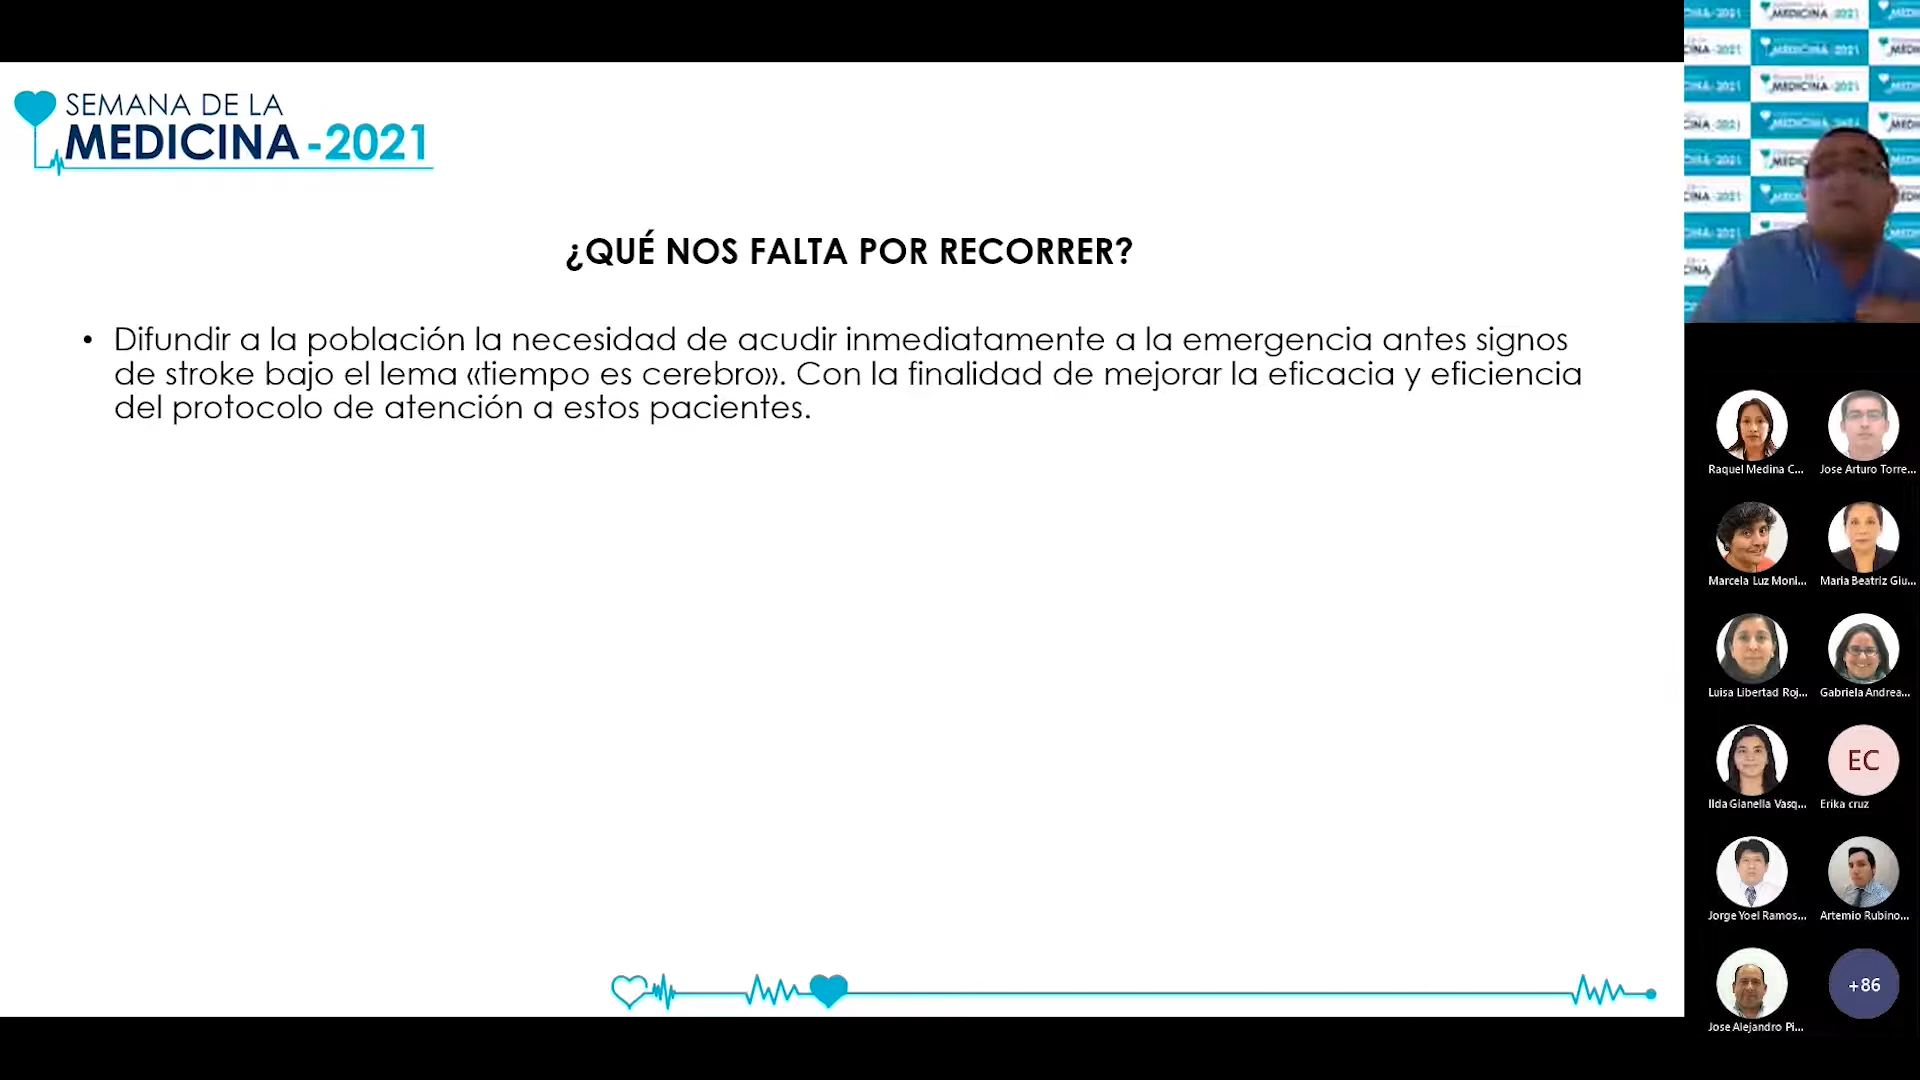 SEMANA DE LA
MEDICINA-2021
¿QUÉ NOS FALTA POR RECORRER?
• Difundir a la población la necesidad de acudir inmediatamente a la emergencia antes signos
de stroke bajo el lema «tiempo es cerebro». Con la finalidad de mejorar la eficacia y eficiencia
del protocolo de atención a estos pacientes.
MEDICINA-2021
Raquel Medina C...
Jose Arturo Torre...
Marcela Luz Moni...
Maria Beatriz Giu...
Luisa Libertad Roj...
Gabriela Andrea...
Ilda Gianella Vasq...
EC
Erika cruz
Jorge Yoel Ramos...
Artemio Rubino...
Jose Alejandro Pi...
+86